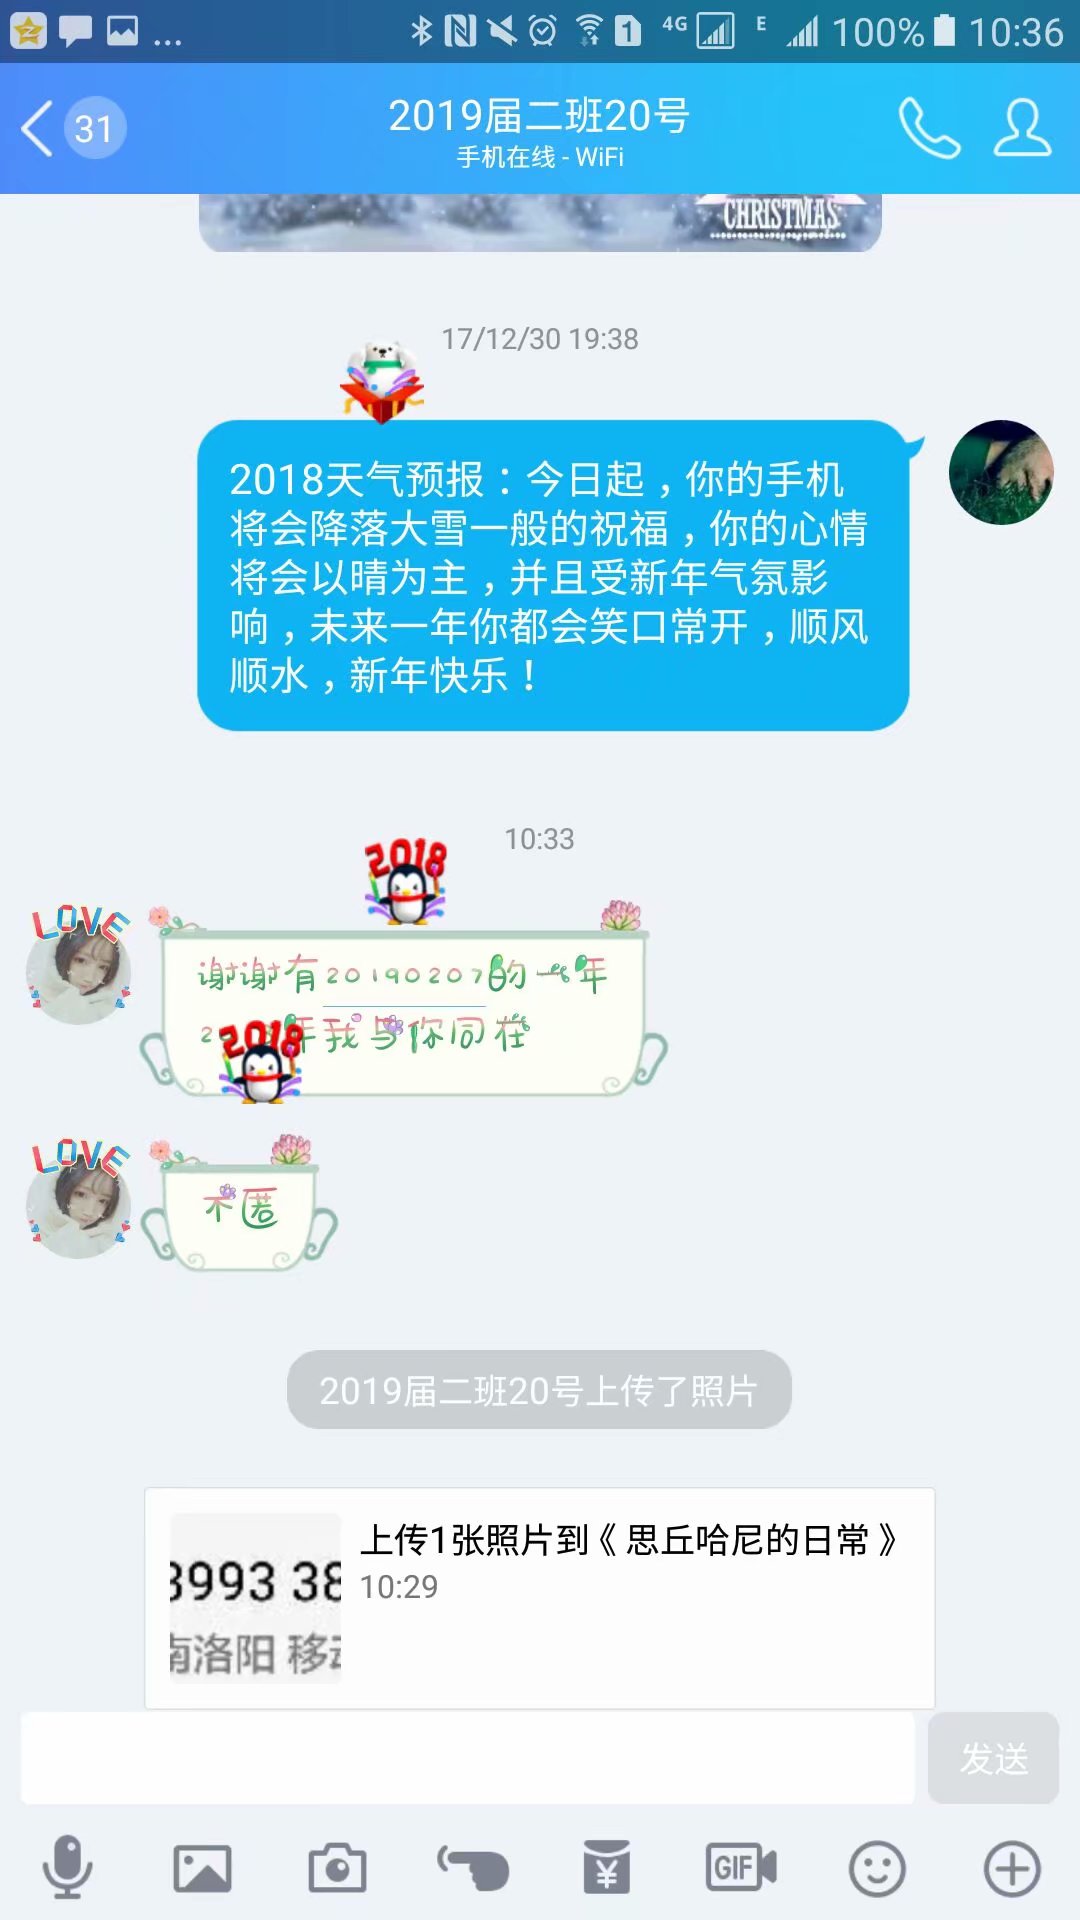 1 4G E 100% 10:36
31
2019届二班20号
手机在线 - WiFi
CHRISTMAS
17/12/30 19:38
2018天气预报：今日起，你的手机
将会降落大雪一般的祝福，你的心情
将会以晴为主，并且受新年气氛影
响，未来一年你都会笑口常开，顺风
顺水，新年快乐！
10:33
2018
LOVE
谢谢有20190207的一年
2018
年我与你同在
LOVE
不匿
2019届二班20号上传了照片
上传1张照片到《思丘哈尼的日常》
3993 38
10:29
南洛阳 移动
发送
GIF